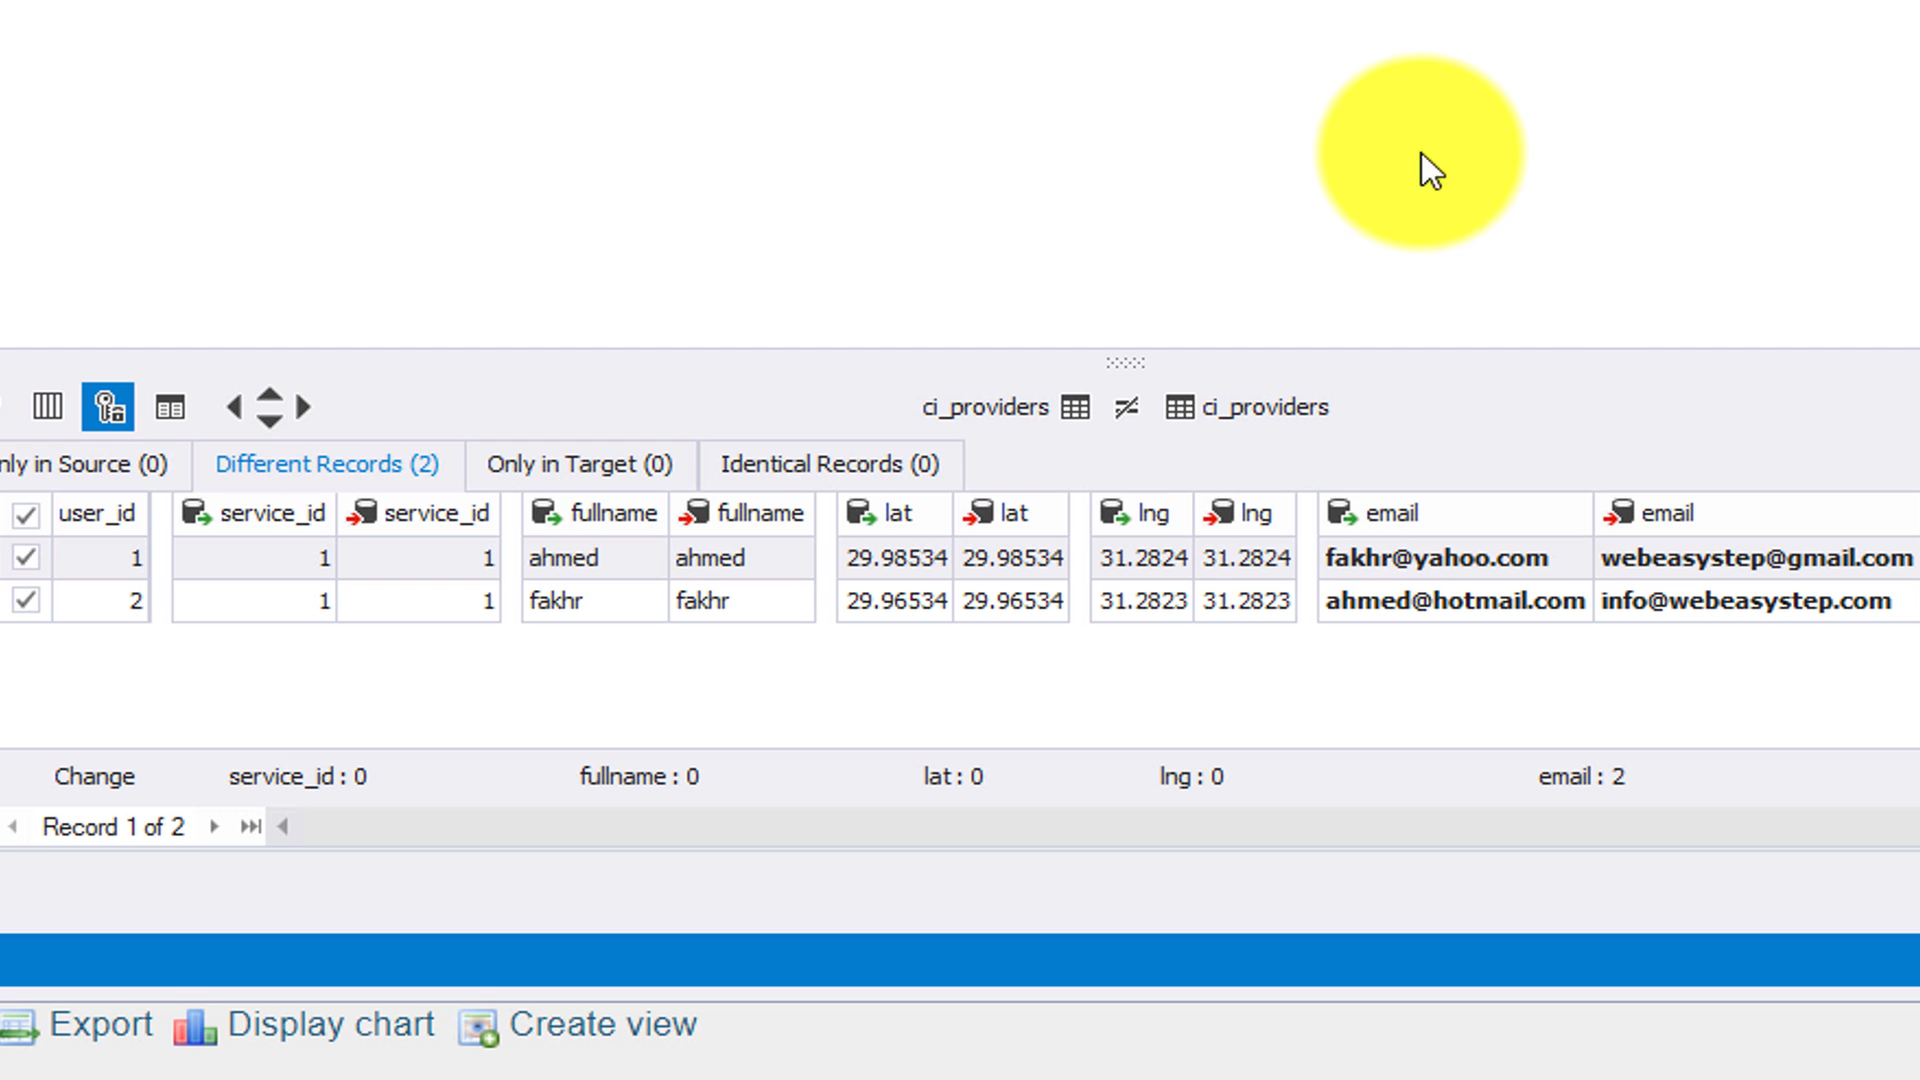 ci_providers ci_providers
nly in Source (0) Different Records (2) Only in Target (0) Identical Records (0)
user_id service_id service_id fullname fullname lat lat lng lng email email
1 1 1 ahmed ahmed 29.98534 29.98534 31.2824 31.2824 fakhr@yahoo.com webeasystep@gmail.com
2 1 1 fakhr fakhr 29.96534 29.96534 31.2823 31.2823 ahmed@hotmail.com info@webeasystep.com
Change service_id : 0 fullname : 0 lat : 0 lng : 0 email : 2
Record 1 of 2
Export Display chart Create view